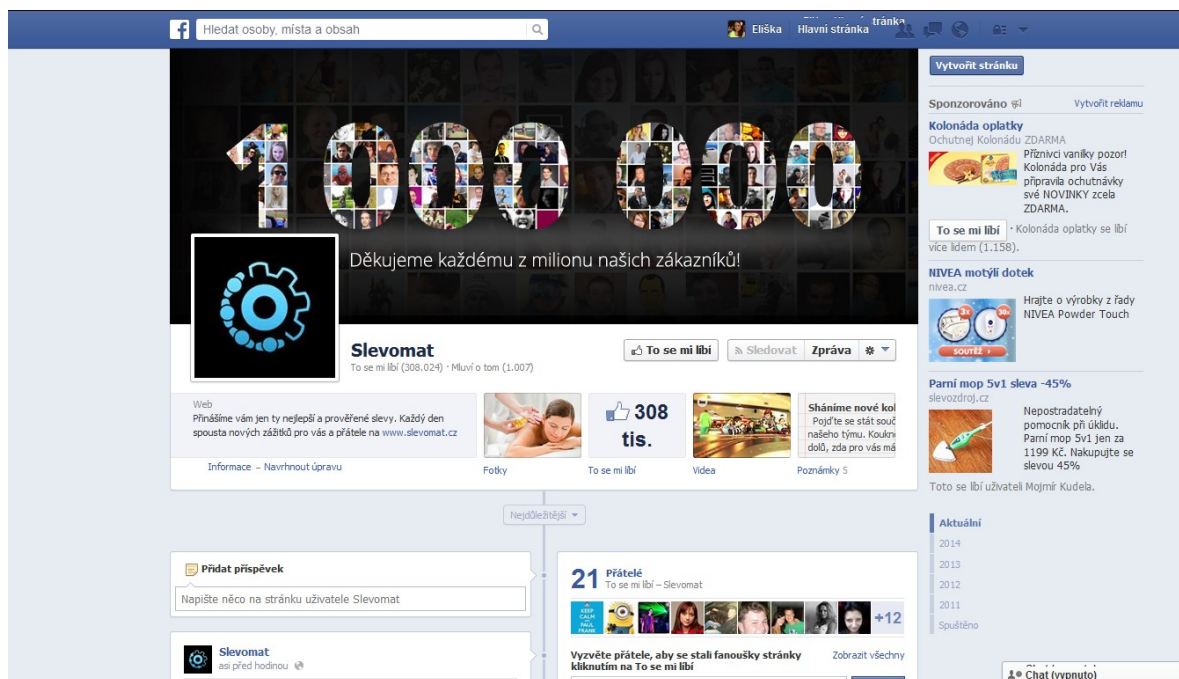 Hledat osoby, místa a obsah
Eliška
Hlavní stránka
1000 000
Děkujeme každému z milionu našich zákazníků!
Slevomat
To se mi líbí (308.024) · Mluví o tom (1.007)
To se mi líbí
Sledovat
Zpráva
Web
Přinášíme vám jen ty nejlepší a prověřené slevy. Každý den
spousta nových zážitků pro vás a přátele na www.slevomat.cz
Informace – Navrhnout úpravu
Fotky
308
tis.
To se mi líbí
Videa
Sháníme nové kol
Pojďte se stát souč
našeho týmu. Koukn
dolů, zda pro vás má
Poznámky 5
Nejdůležitější
Přidat příspěvek
Napište něco na stránku uživatele Slevomat
Slevomat
asi před hodinou
21 Přátelé
To se mi líbí – Slevomat
KEEP
CALM
PAUL
FRANK
+12
Vyzvěte přátele, aby se stali fanoušky stránky
kliknutím na To se mi líbí
Zobrazit všechny
Vytvořit stránku
Sponzorováno
Vytvořit reklamu
Kolonáda oplatky
Ochutnej Kolonádu ZDARMA
Příznivci vanilky pozor!
Kolonáda pro Vás
připravila ochutnávky
své NOVINKY zcela
ZDARMA.
To se mi líbí · Kolonáda oplatky se líbí
více lidem (1.158).
NIVEA motýlí dotek
nivea.cz
Hrajte o výrobky z řady
NIVEA Powder Touch
3x
30x
SOUTĚŽ
Parní mop 5v1 sleva -45%
slevozdroj.cz
Nepostradatelný
pomocník při úklidu.
Parní mop 5v1 jen za
1199 Kč. Nakupujte se
slevou 45%
Toto se líbí uživateli Mojmír Kudela.
Aktuální
2014
2013
2012
2011
Spuštěno
Chat (vypnuto)